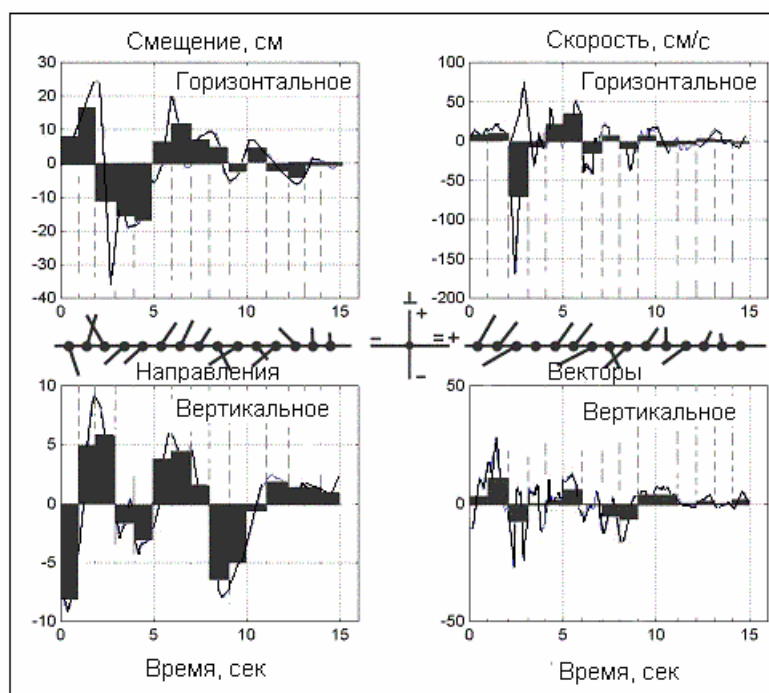 Смещение, см
Скорость, см/с
30
20
10
0
-10
-20
-30
-40
Горизонтальное
0 5 10 15
100
50
0
-50
-100
-150
-200
Горизонтальное
0 5 10 15
- + = + -
Направления
Векторы
10
5
0
-5
-10
Вертикальное
0 5 10 15
50
0
-50
Вертикальное
0 5 10 15
Время, сек
Время, сек